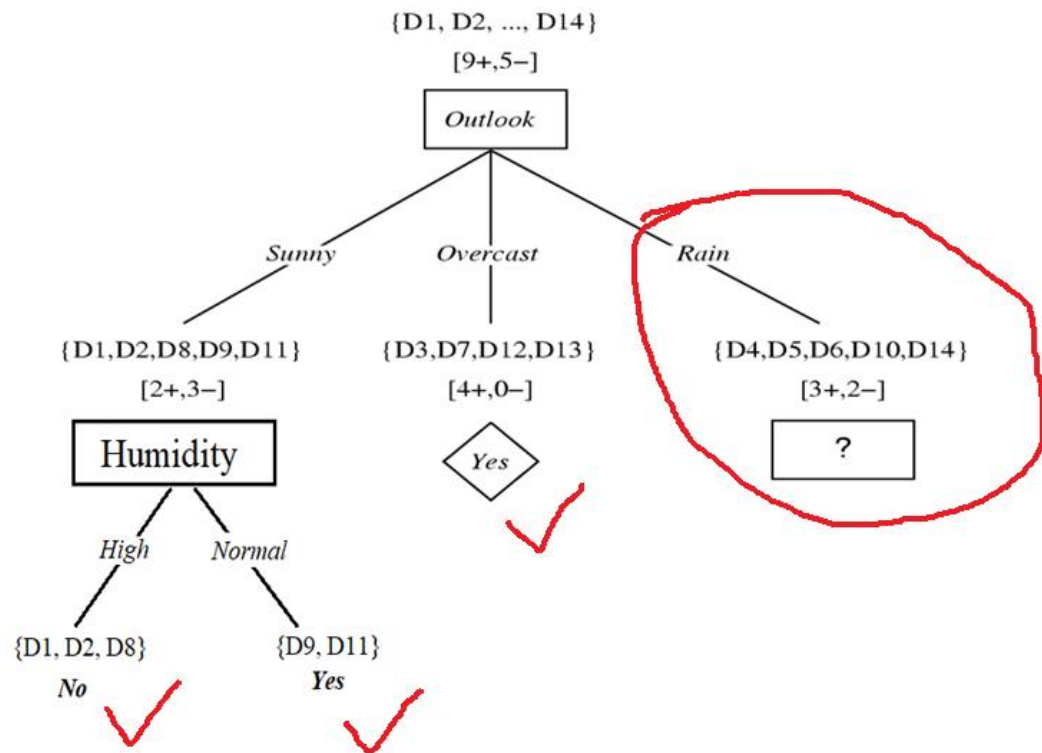 {D1, D2, ..., D14}
[9+,5−]
Outlook
Sunny
Overcast
Rain
{D1,D2,D8,D9,D11}
{D3,D7,D12,D13}
{D4,D5,D6,D10,D14}
[2+,3−]
[4+,0−]
[3+,2−]
Humidity
Yes
?
High
Normal
{D1, D2, D8}
{D9, D11}
No
Yes